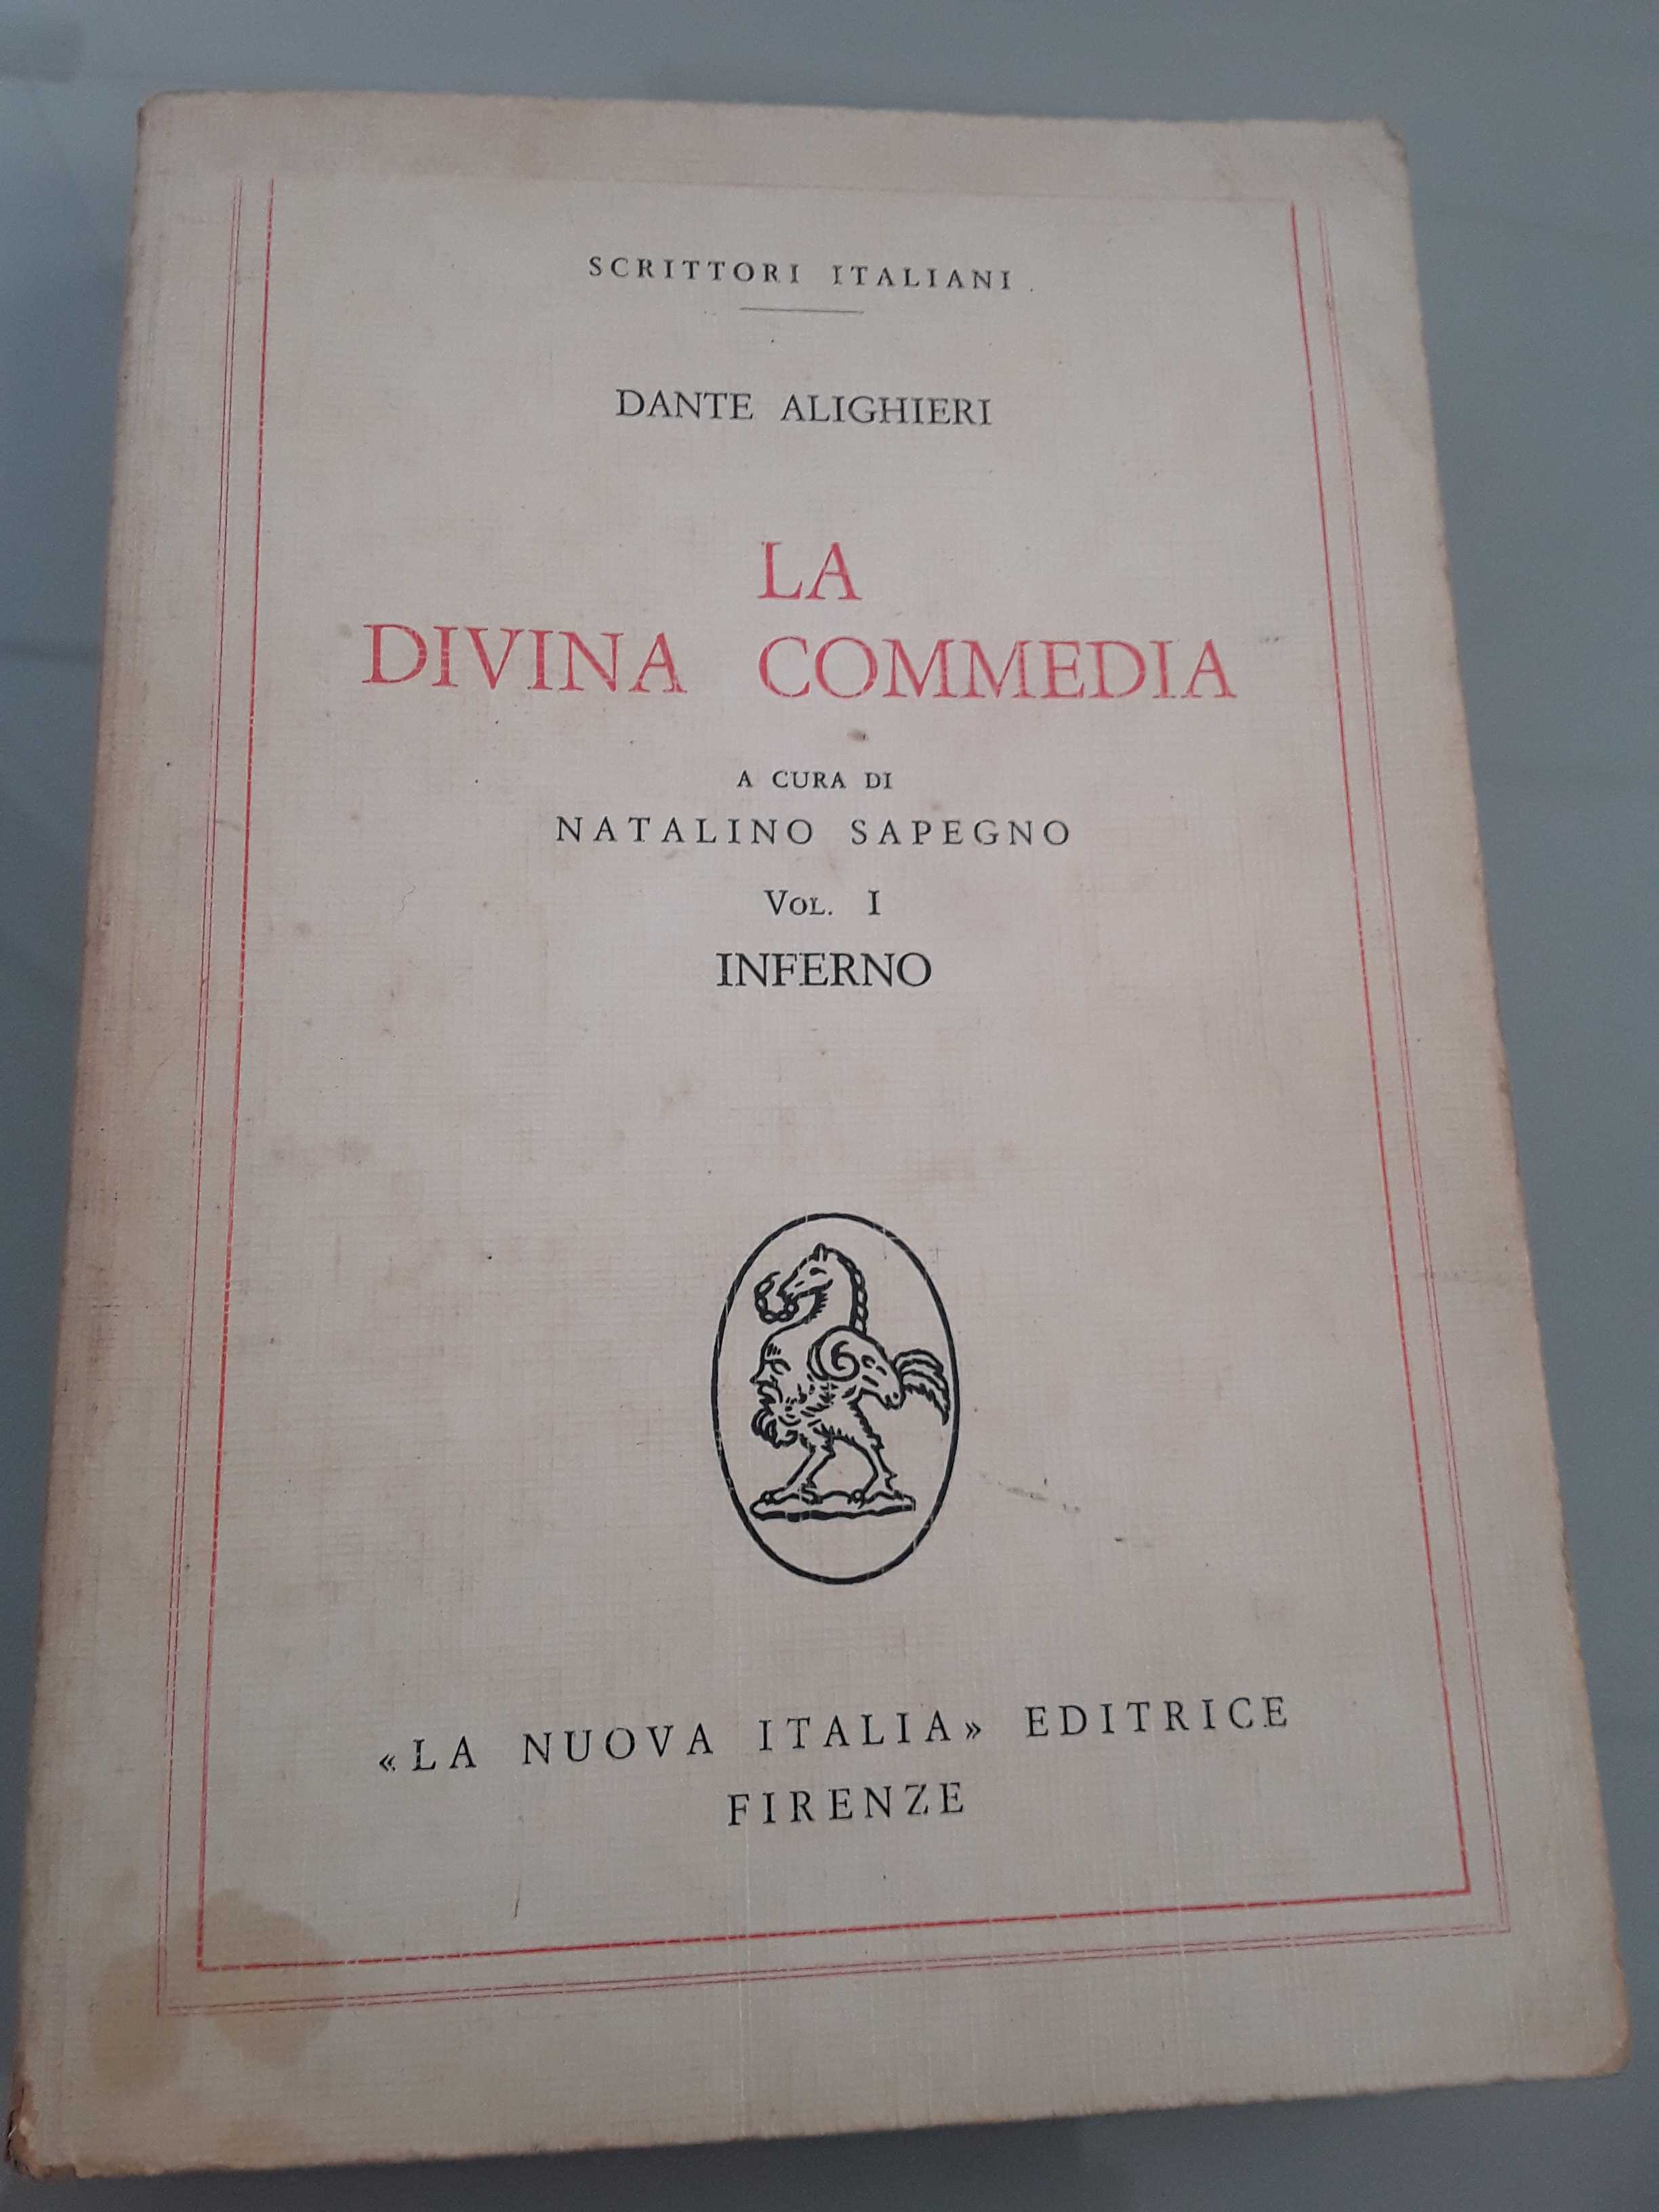 SCRITTORI ITALIANI
DANTE ALIGHIERI
LA
DIVINA COMMEDIA
A CURA DI
NATALINO SAPEGNO
VOL. I
INFERNO
«LA NUOVA ITALIA» EDITRICE
FIRENZE